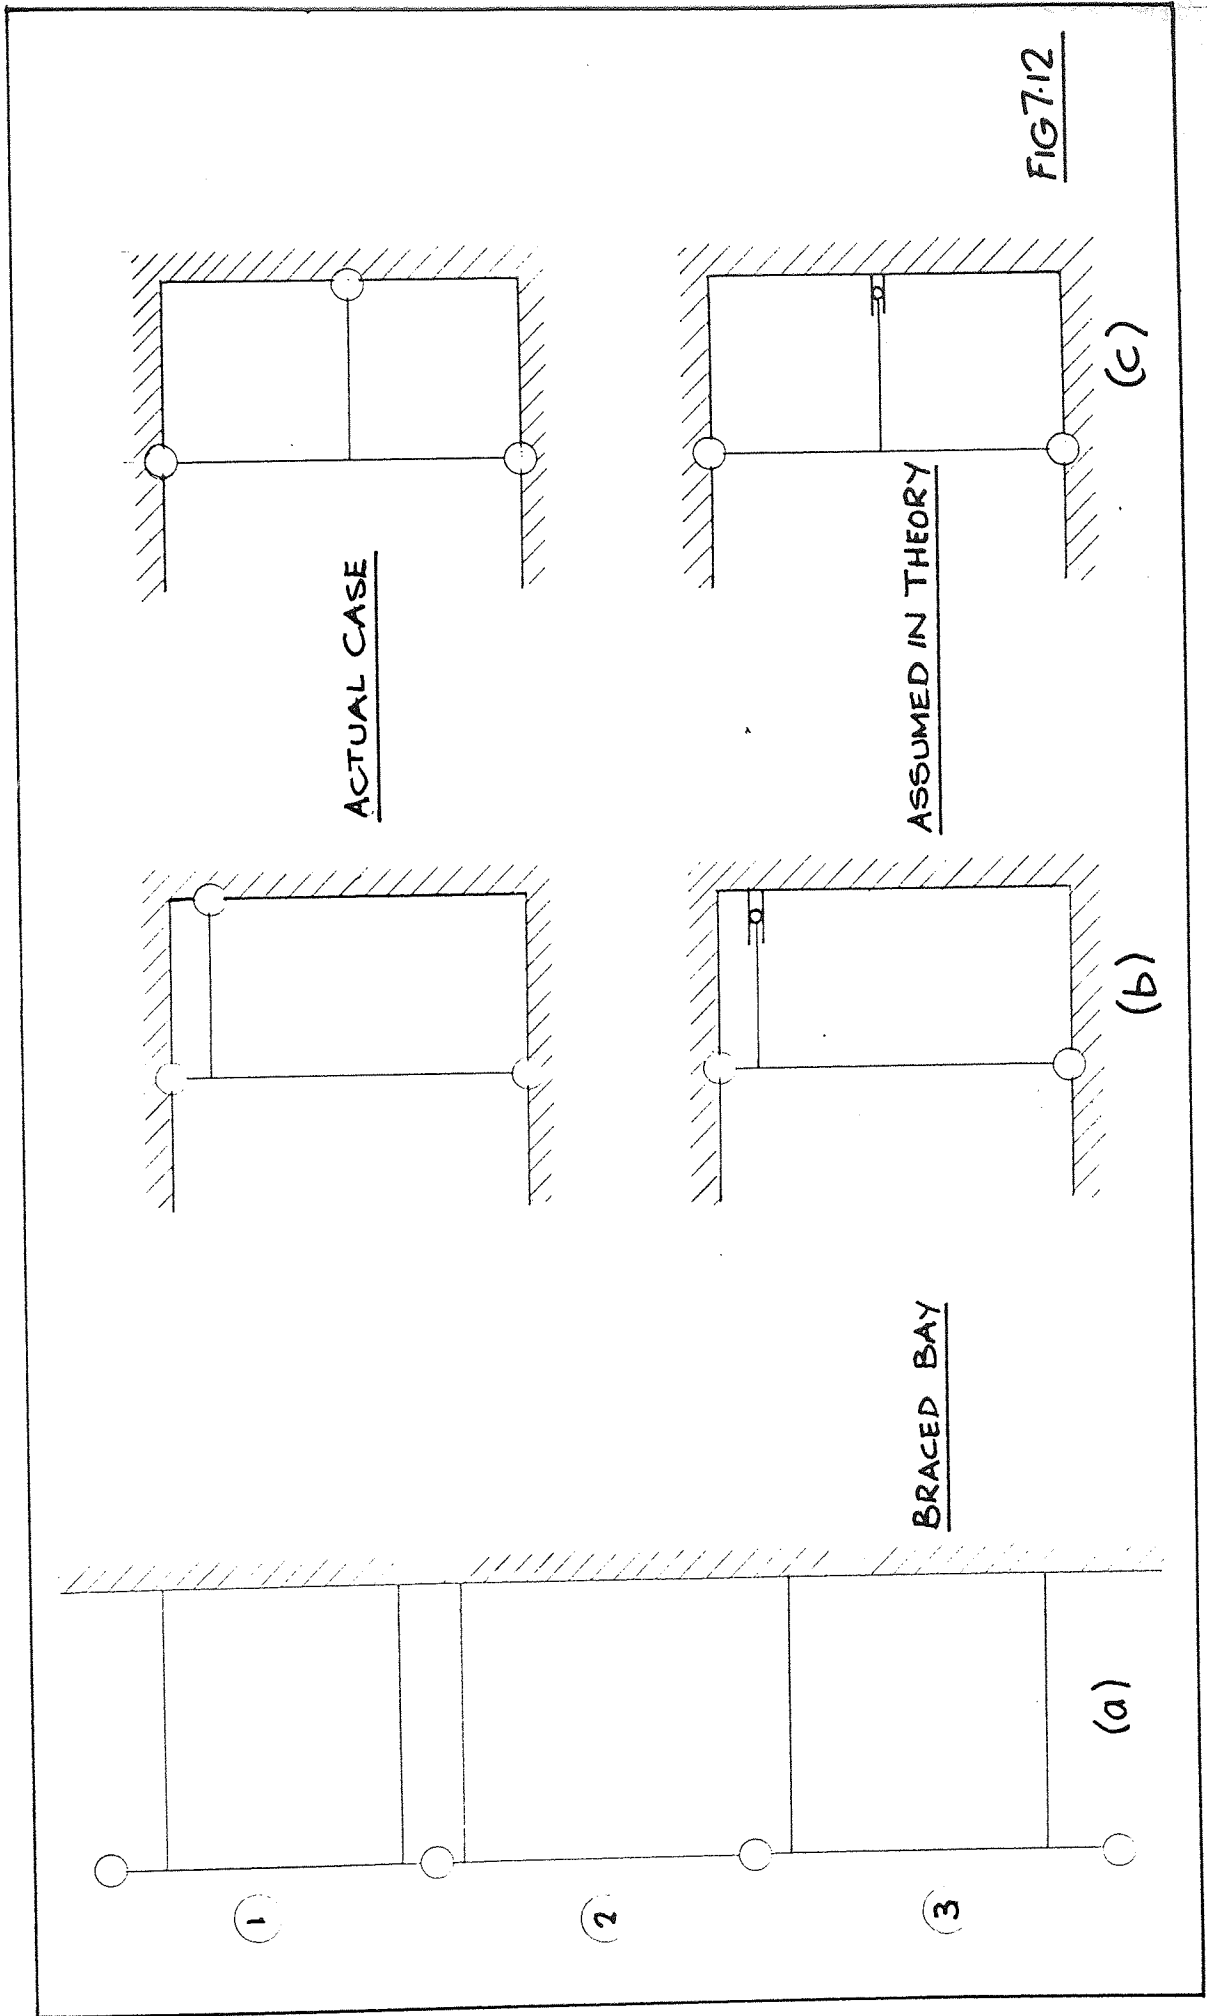 1
2
3
(a)
BRACED BAY
(b)
ACTUAL CASE
ASSUMED IN THEORY
(c)
FIG 7.12